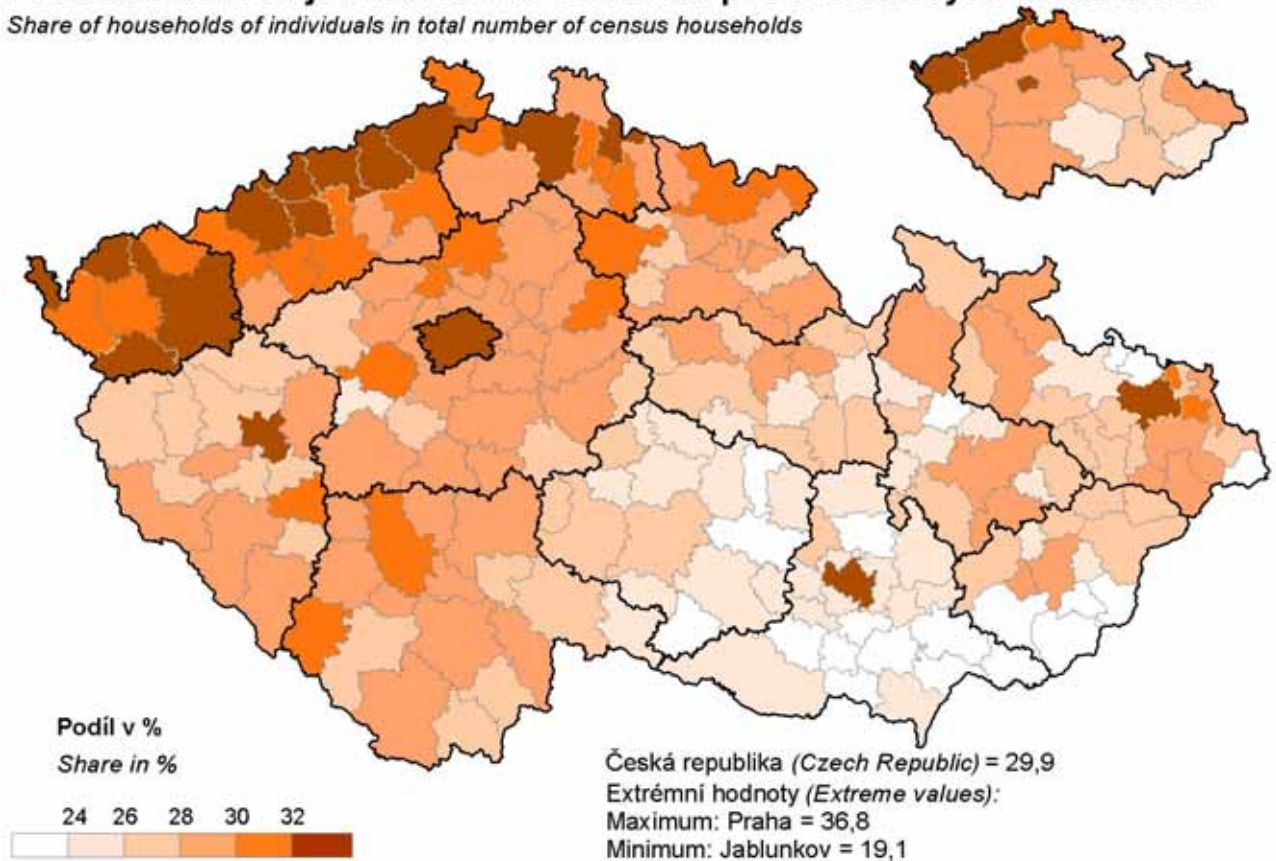 Share of households of individuals in total number of census households
Podíl v %
Share in %
24 26 28 30 32
Česká republika (Czech Republic) = 29,9
Extrémní hodnoty (Extreme values):
Maximum: Praha = 36,8
Minimum: Jablunkov = 19,1